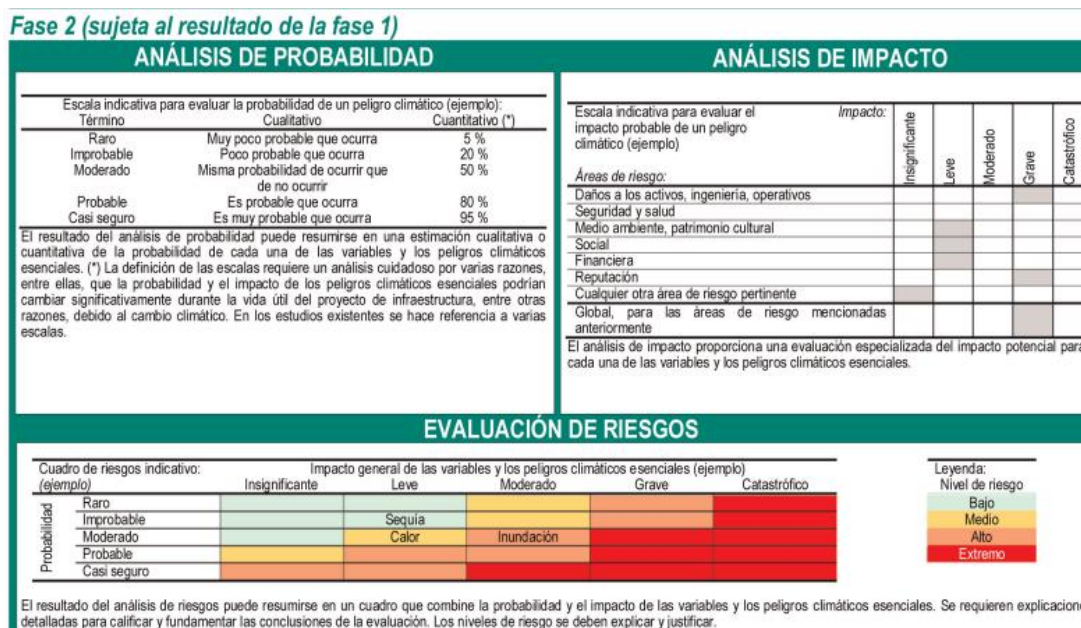 Fase 2 (sujeta al resultado de la fase 1)
ANÁLISIS DE PROBABILIDAD
Escala indicativa para evaluar la probabilidad de un peligro climático (ejemplo):
Término Cualitativo Cuantitativo (*)
Raro Muy poco probable que ocurra 5 %
Improbable Poco probable que ocurra 20 %
Moderado Misma probabilidad de ocurrir que 50 %
de no ocurrir
Probable Es probable que ocurra 80 %
Casi seguro Es muy probable que ocurra 95 %
El resultado del análisis de probabilidad puede resumirse en una estimación cualitativa o
cuantitativa de la probabilidad de cada una de las variables y los peligros climáticos
esenciales. (*) La definición de las escalas requiere un análisis cuidadoso por varias razones,
entre ellas, que la probabilidad y el impacto de los peligros climáticos esenciales podrían
cambiar significativamente durante la vida útil del proyecto de infraestructura, entre otras
razones, debido al cambio climático. En los estudios existentes se hace referencia a varias
escalas.
ANÁLISIS DE IMPACTO
Escala indicativa para evaluar el Impacto:
impacto probable de un peligro
climático (ejemplo)
Insignificante
Leve
Moderado
Grave
Catastrófico
Áreas de riesgo:
Daños a los activos, ingeniería, operativos
Seguridad y salud
Medio ambiente, patrimonio cultural
Social
Financiera
Reputación
Cualquier otra área de riesgo pertinente
Global, para las áreas de riesgo mencionadas
anteriormente
El análisis de impacto proporciona una evaluación especializada del impacto potencial para
cada una de las variables y los peligros climáticos esenciales.
EVALUACIÓN DE RIESGOS
Cuadro de riesgos indicativo: Impacto general de las variables y los peligros climáticos esenciales (ejemplo)
(ejemplo) Insignificante Leve Moderado Grave Catastrófico
Probabilidad
Raro
Improbable Sequía
Moderado Calor Inundación
Probable
Casi seguro
Leyenda:
Nivel de riesgo
Bajo
Medio
Alto
Extremo
El resultado del análisis de riesgos puede resumirse en un cuadro que combine la probabilidad y el impacto de las variables y los peligros climáticos esenciales. Se requieren explicacione
detalladas para calificar y fundamentar las conclusiones de la evaluación. Los niveles de riesgo se deben explicar y justificar.